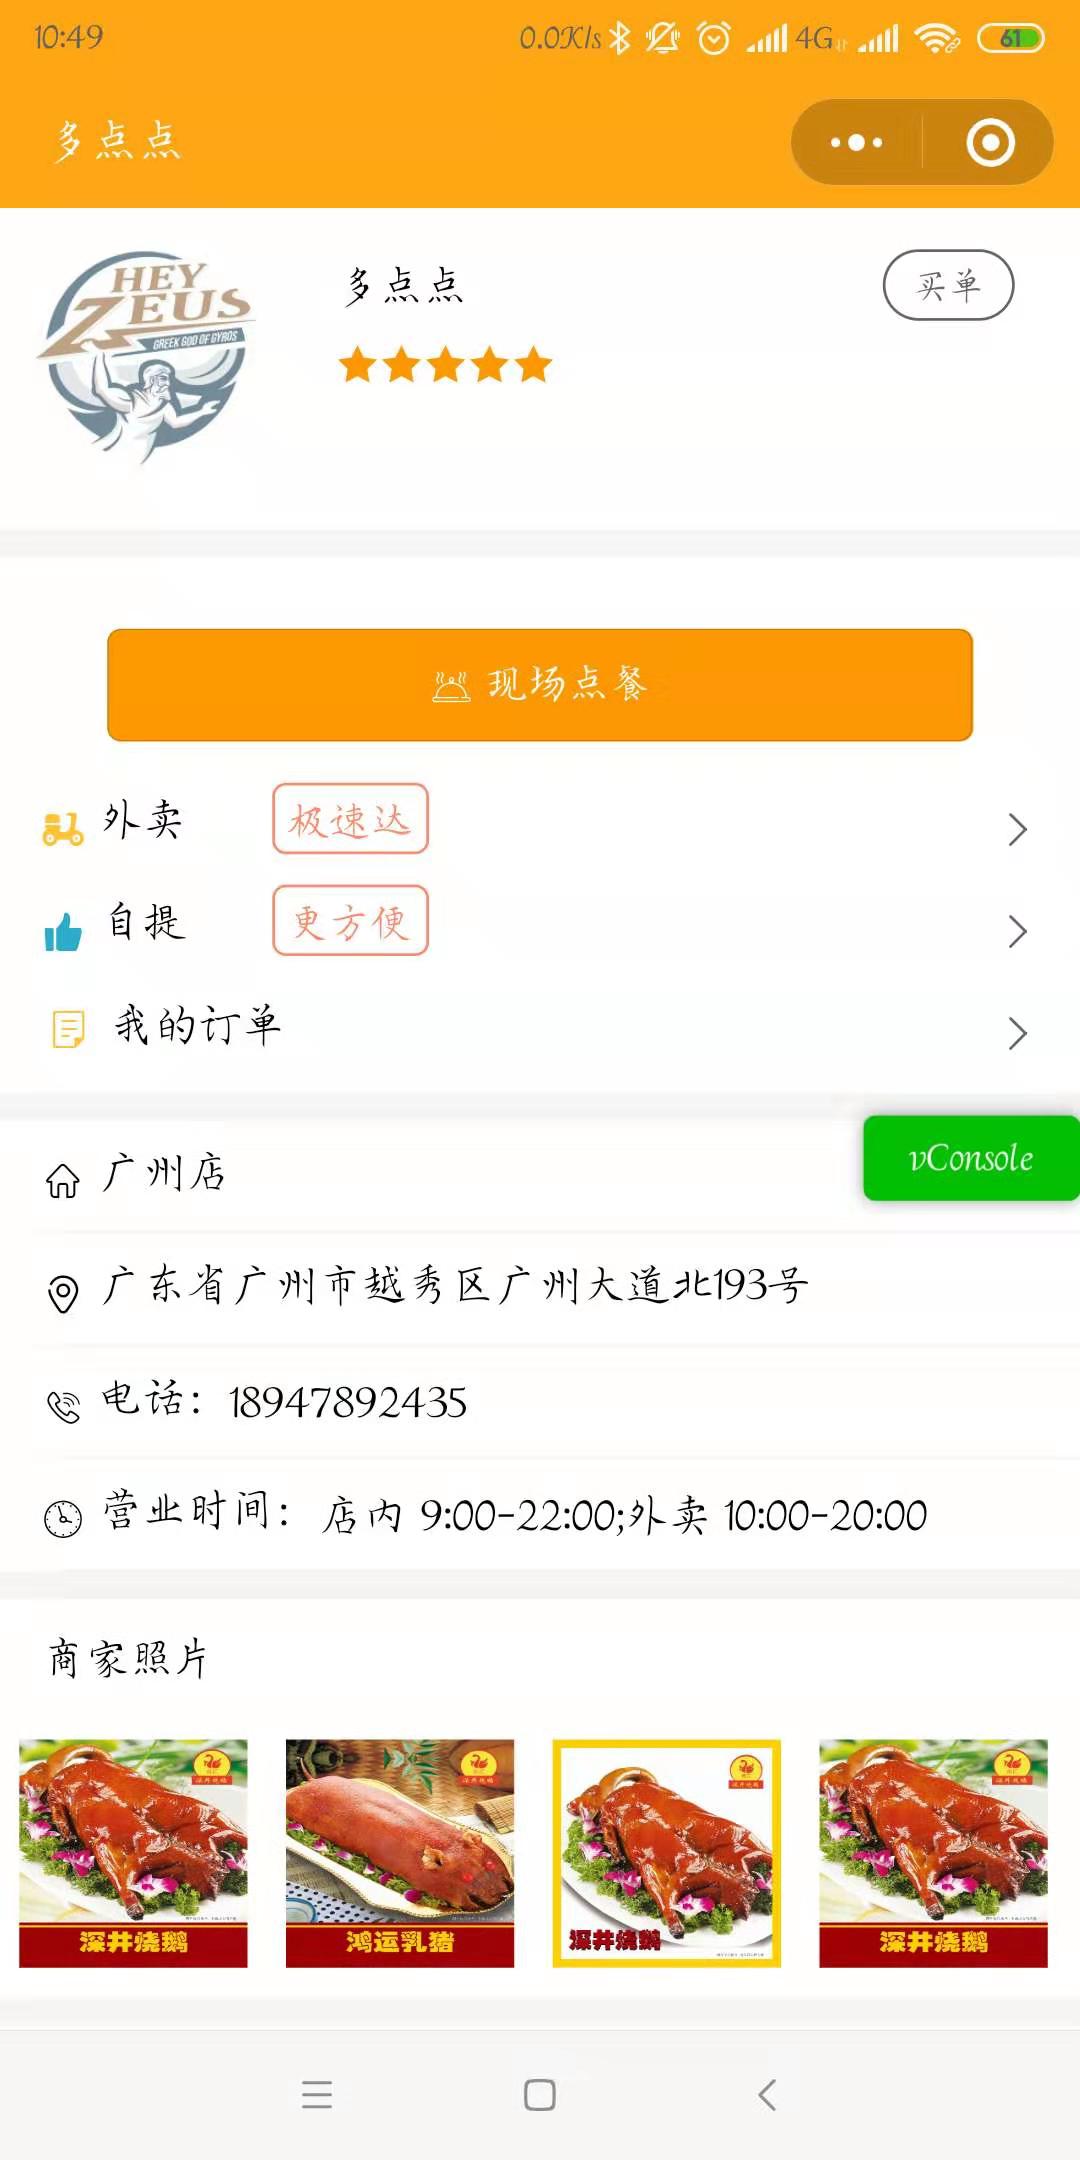 10:49
0.0K/s 4G 61
多点点
HEY
ZEUS
GREEK GOD OF GYROS
多点点
买单
现场点餐
外卖 极速达
自提 更方便
我的订单
vConsole
广州店
广东省广州市越秀区广州大道北193号
电话：18947892435
营业时间：店内 9:00-22:00;外卖 10:00-20:00
商家照片
深井烧鹅 鸿运乳猪 深井烧鹅 深井烧鹅